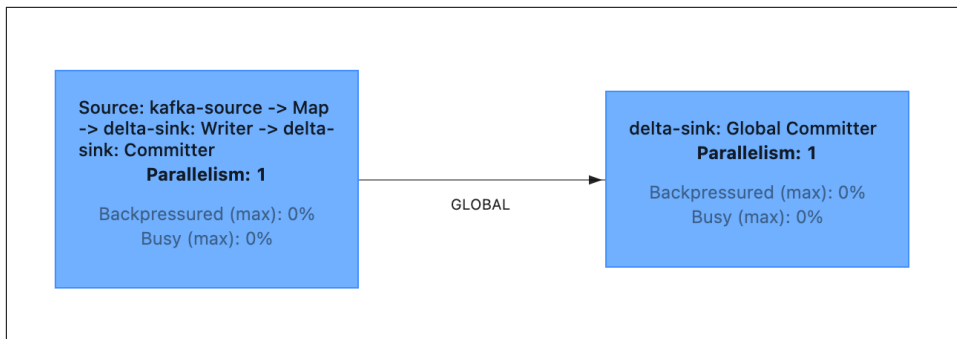 Source: kafka-source -> Map
-> delta-sink: Writer -> delta-
sink: Committer
Parallelism: 1
Backpressured (max): 0%
Busy (max): 0%
GLOBAL
delta-sink: Global Committer
Parallelism: 1
Backpressured (max): 0%
Busy (max): 0%